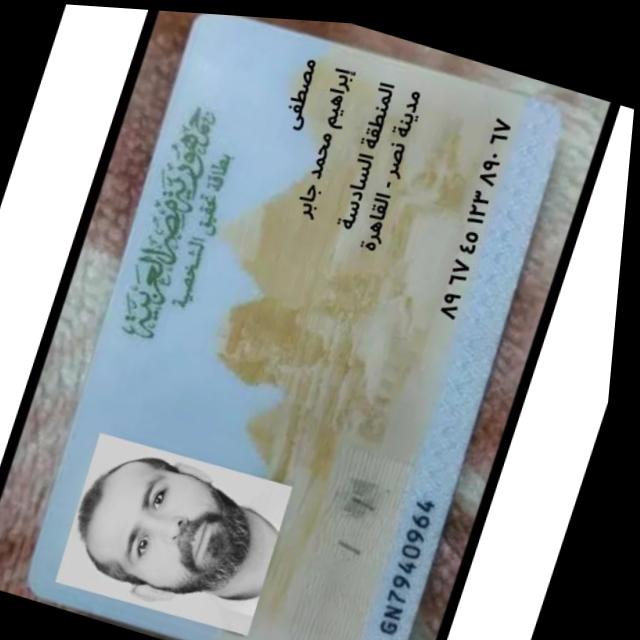 جمهورية مصر العربية
بطاقة تحقيق الشخصية
مصطفى
إبراهيم محمد جابر
المنطقة السادسة
مدينة نصر - القاهرة
٨٩ ٦٧ ٤٥ ١٢٣ ٨٩٠ ٦٧
GN7940964